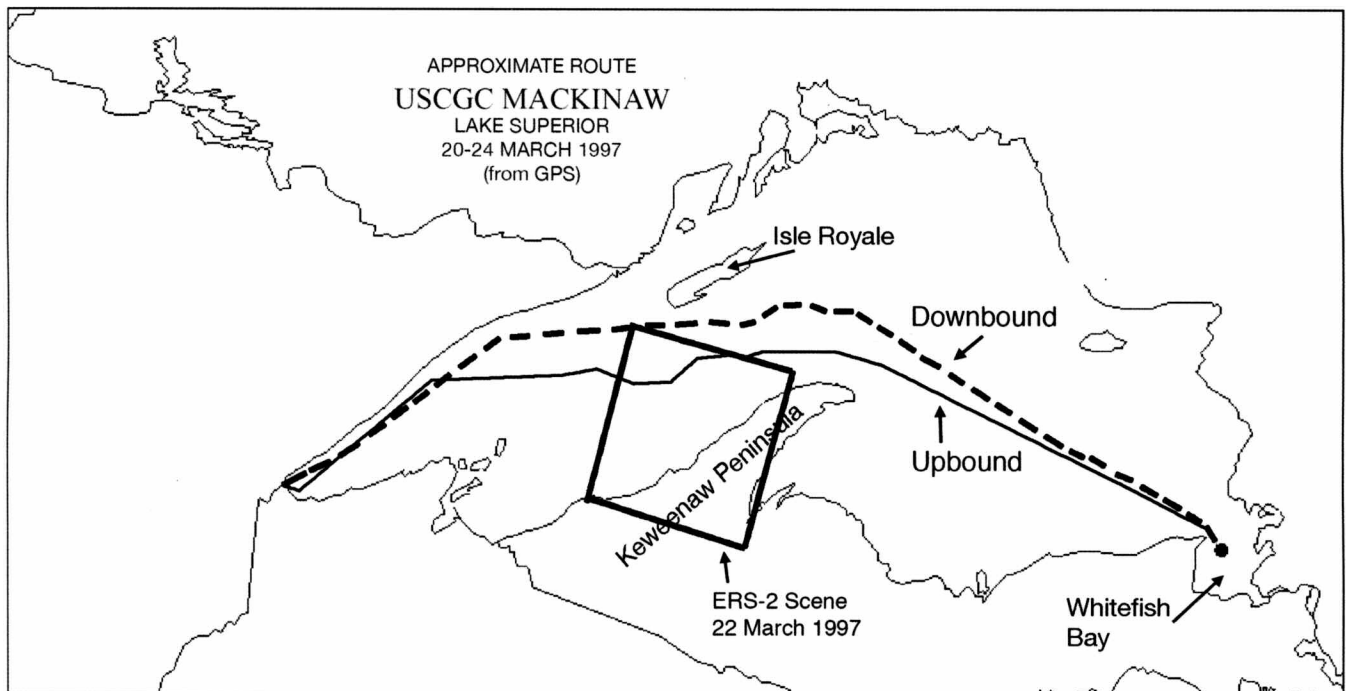 APPROXIMATE ROUTE
USCGC MACKINAW
LAKE SUPERIOR
20-24 MARCH 1997
(from GPS)
Isle Royale
Downbound
Upbound
Keweenaw Peninsula
ERS-2 Scene
22 March 1997
Whitefish
Bay